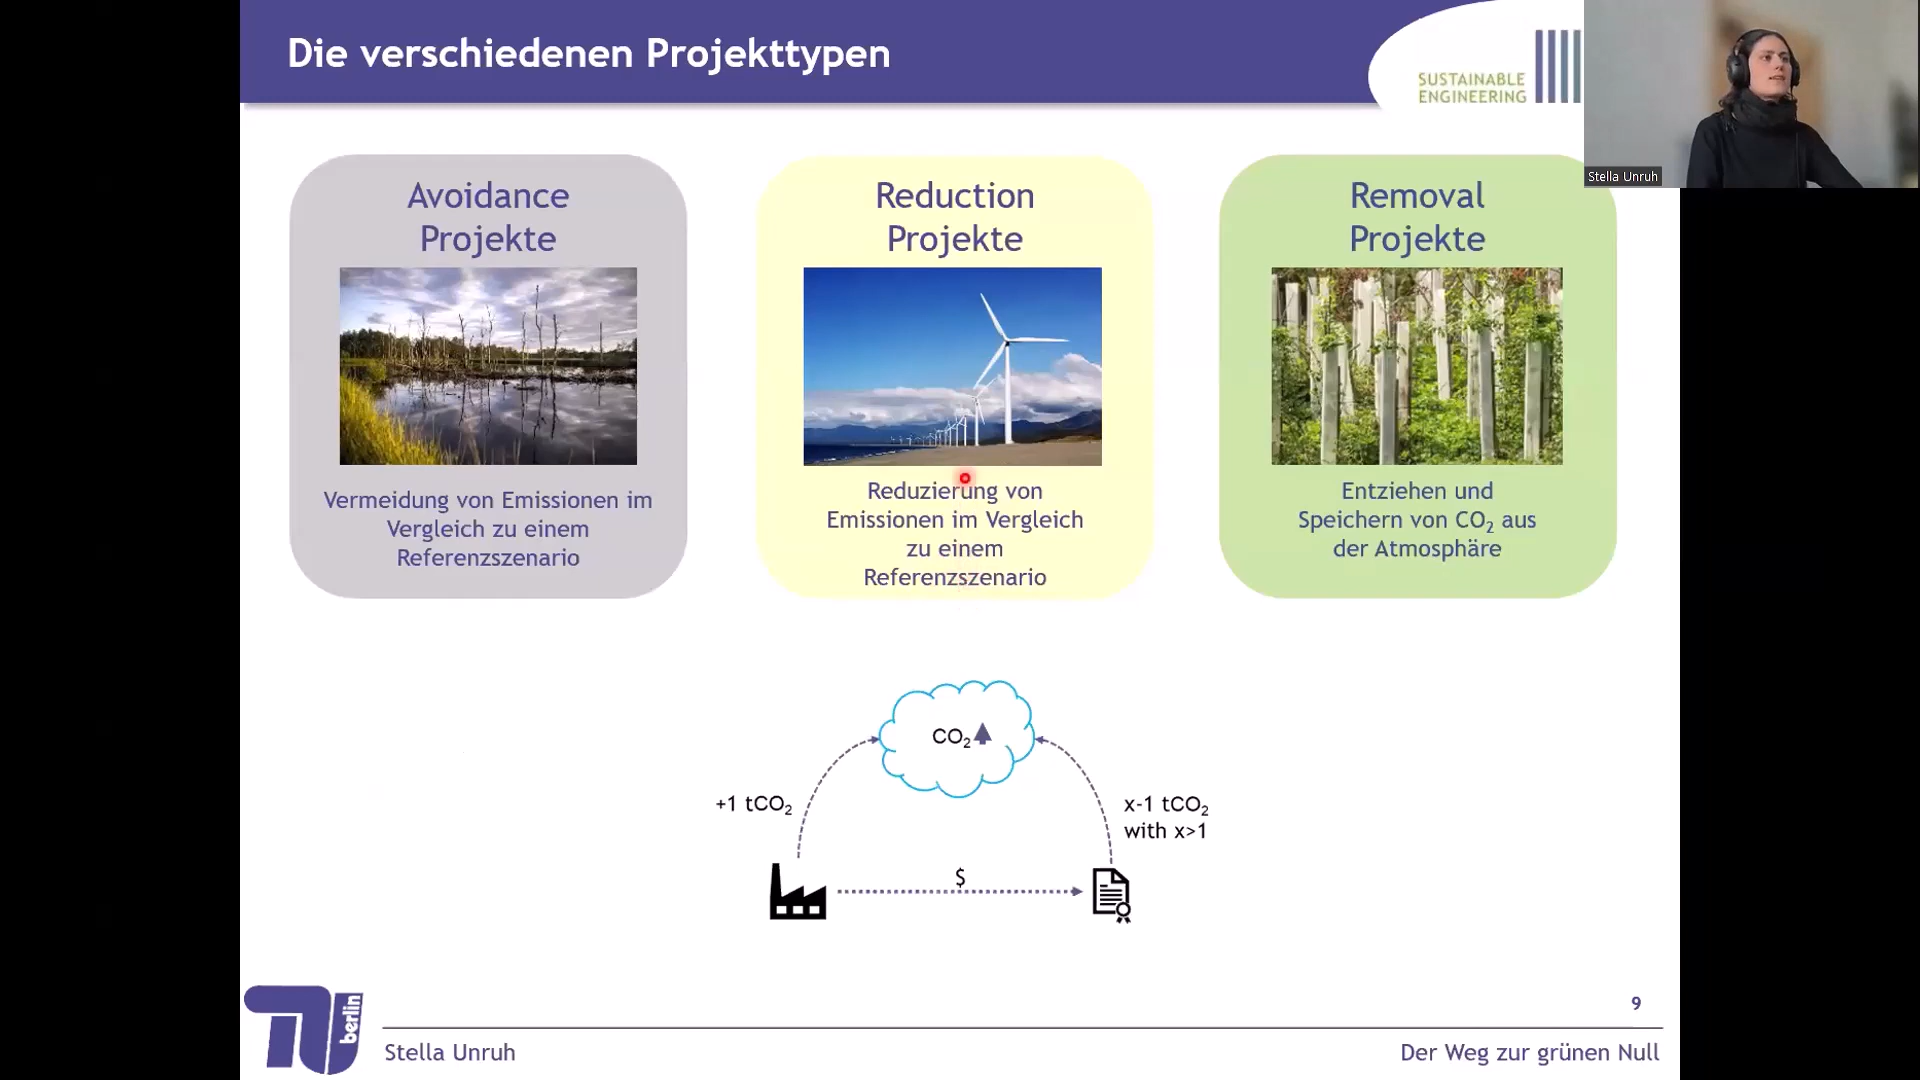 Die verschiedenen Projekttypen
SUSTAINABLE
ENGINEERING
Stella Unruh
Avoidance
Projekte
Vermeidung von Emissionen im
Vergleich zu einem
Referenzszenario
Reduction
Projekte
Reduzierung von
Emissionen im Vergleich
zu einem
Referenzszenario
Removal
Projekte
Entziehen und
Speichern von CO₂ aus
der Atmosphäre
CO₂
+1 tCO₂
x-1 tCO₂
with x>1
$
berlin
9
Stella Unruh
Der Weg zur grünen Null